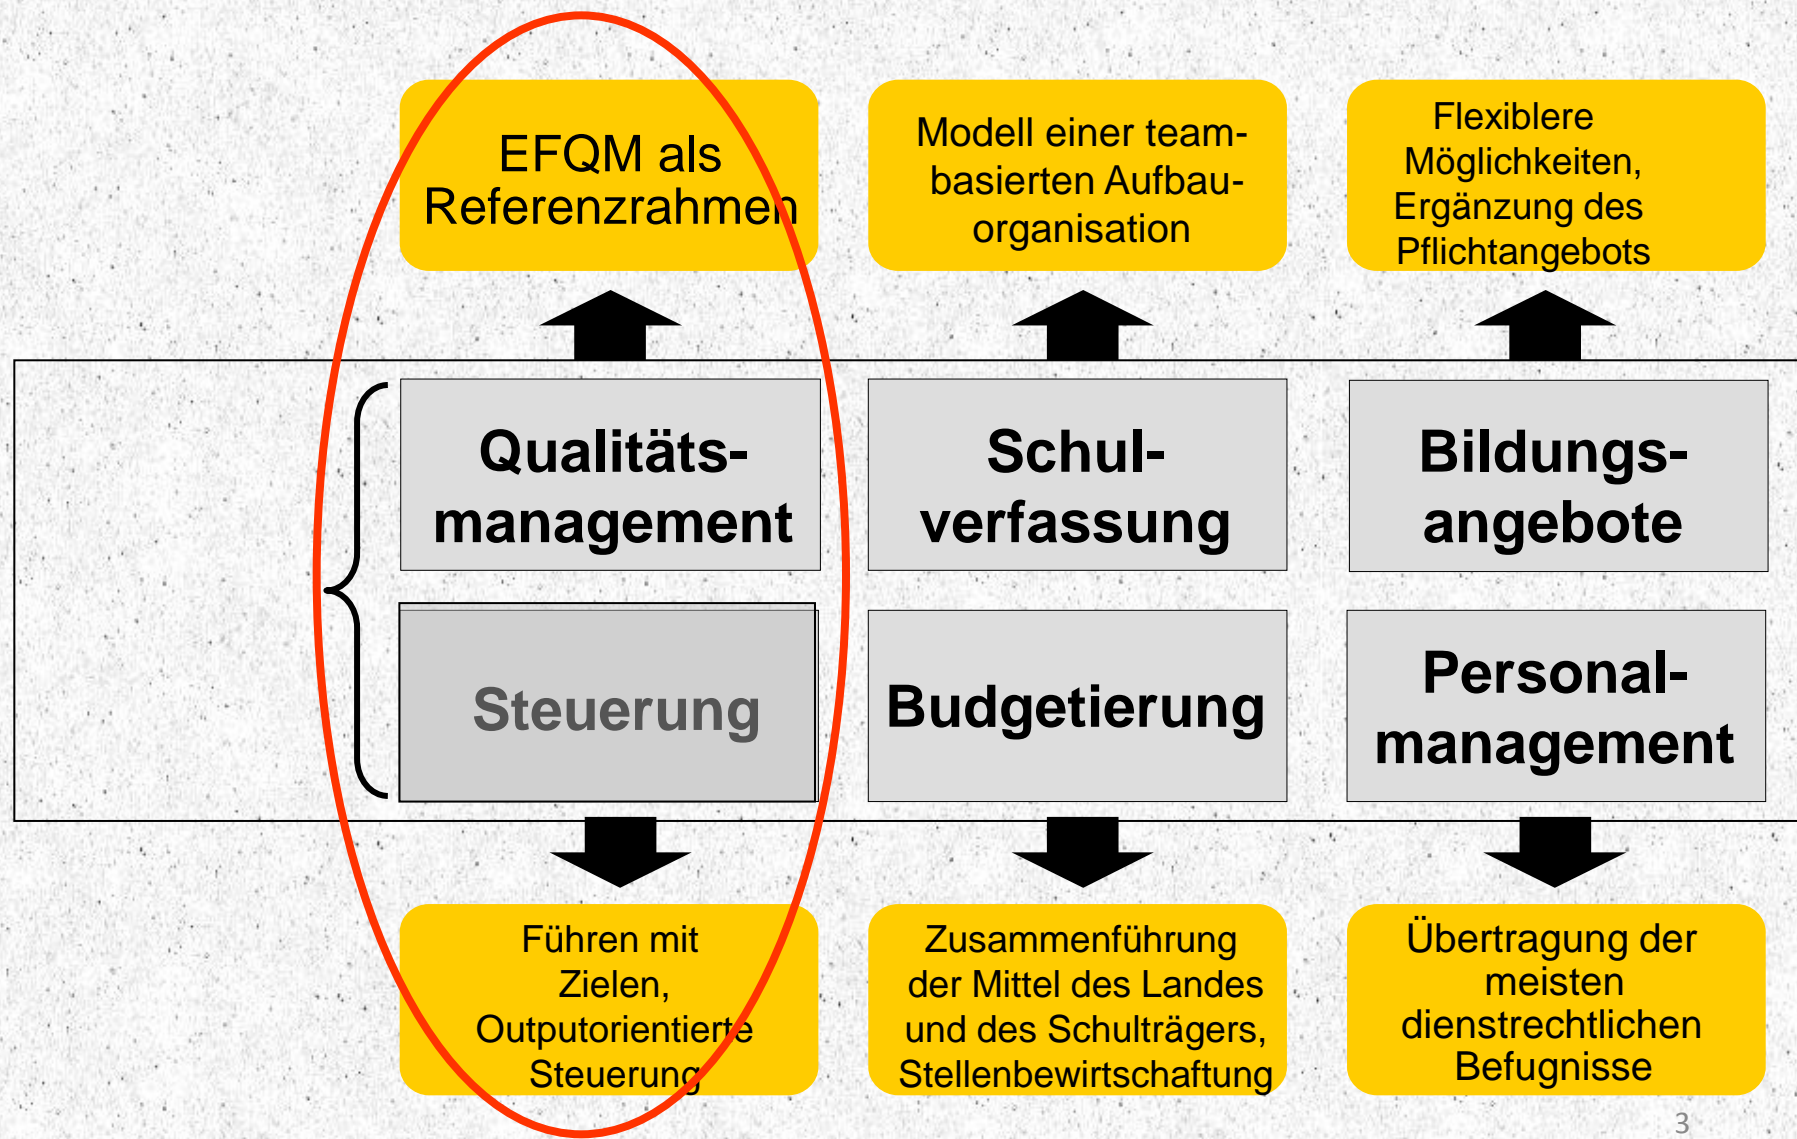 EFQM als
Referenzrahmen
Modell einer team-
basierten Aufbau-
organisation
Flexiblere
Möglichkeiten,
Ergänzung des
Pflichtangebots
Qualitäts-
management
Schul-
verfassung
Bildungs-
angebote
Steuerung
Budgetierung
Personal-
management
Führen mit
Zielen,
Outputorientierte
Steuerung
Zusammenführung
der Mittel des Landes
und des Schulträgers,
Stellenbewirtschaftung
Übertragung der
meisten
dienstrechtlichen
Befugnisse
3